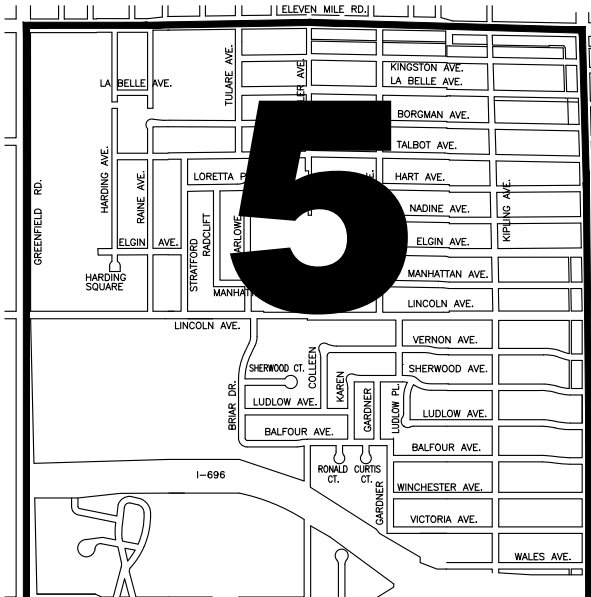 ELEVEN MILE RD.
KINGSTON AVE.
LA BELLE AVE.
LA BELLE AVE.
TULARE AVE.
BORGMAN AVE.
5
TALBOT AVE.
HARDING AVE.
RAINE AVE.
LORETTA
HART AVE.
GREENFIELD RD.
NADINE AVE.
KIPLING AVE.
STRATFORD
RADCLIFT
ELGIN AVE.
ELGIN AVE.
HARDING
SQUARE
MANHATTAN AVE.
LINCOLN AVE.
LINCOLN AVE.
VERNON AVE.
COLLEEN
SHERWOOD CT.
SHERWOOD AVE.
KAREN
BRIAR DR.
LUDLOW AVE.
GARDNER
LUDLOW PL.
LUDLOW AVE.
BALFOUR AVE.
BALFOUR AVE.
I-696
RONALD
CT.
CURTIS
CT.
GARDNER
WINCHESTER AVE.
VICTORIA AVE.
WALES AVE.